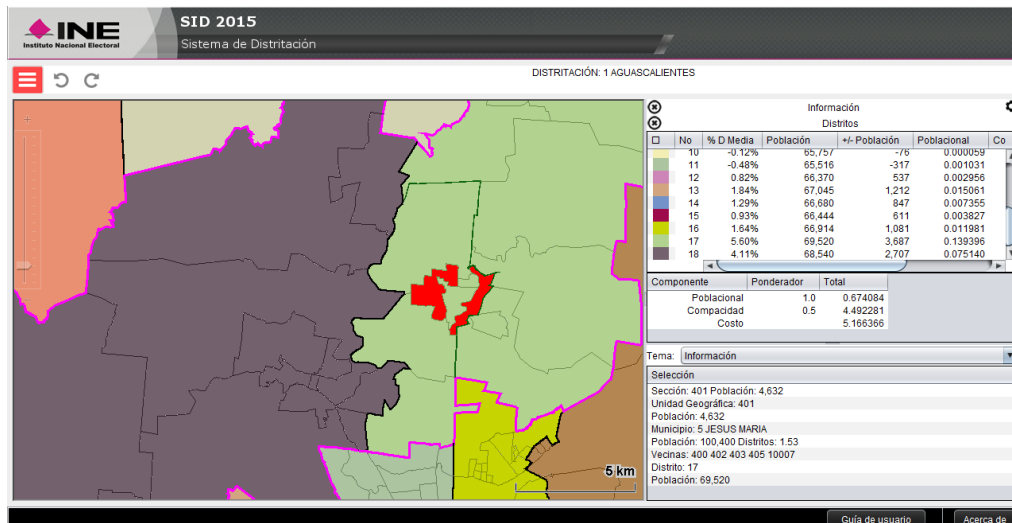 INE
Instituto Nacional Electoral
SID 2015
Sistema de Distritación
DISTRITACIÓN: 1 AGUASCALIENTES
5 km
Información
Distritos
No % D Media Población +/- Población Poblacional Co
10 -0.12% 65,757 -76 0.000059
11 -0.48% 65,516 -317 0.001031
12 0.82% 66,370 537 0.002956
13 1.84% 67,045 1,212 0.015061
14 1.29% 66,680 847 0.007355
15 0.93% 66,444 611 0.003827
16 1.64% 66,914 1,081 0.011981
17 5.60% 69,520 3,687 0.139396
18 4.11% 68,540 2,707 0.075140
Componente Ponderador Total
Poblacional 1.0 0.674084
Compacidad 0.5 4.492281
Costo 5.166366
Tema: Información
Selección
Sección: 401 Población: 4,632
Unidad Geográfica: 401
Población: 4,632
Municipio: 5 JESUS MARIA
Población: 100,400 Distritos: 1.53
Vecinas: 400 402 403 405 10007
Distrito: 17
Población: 69,520
Guía de usuario Acerca de